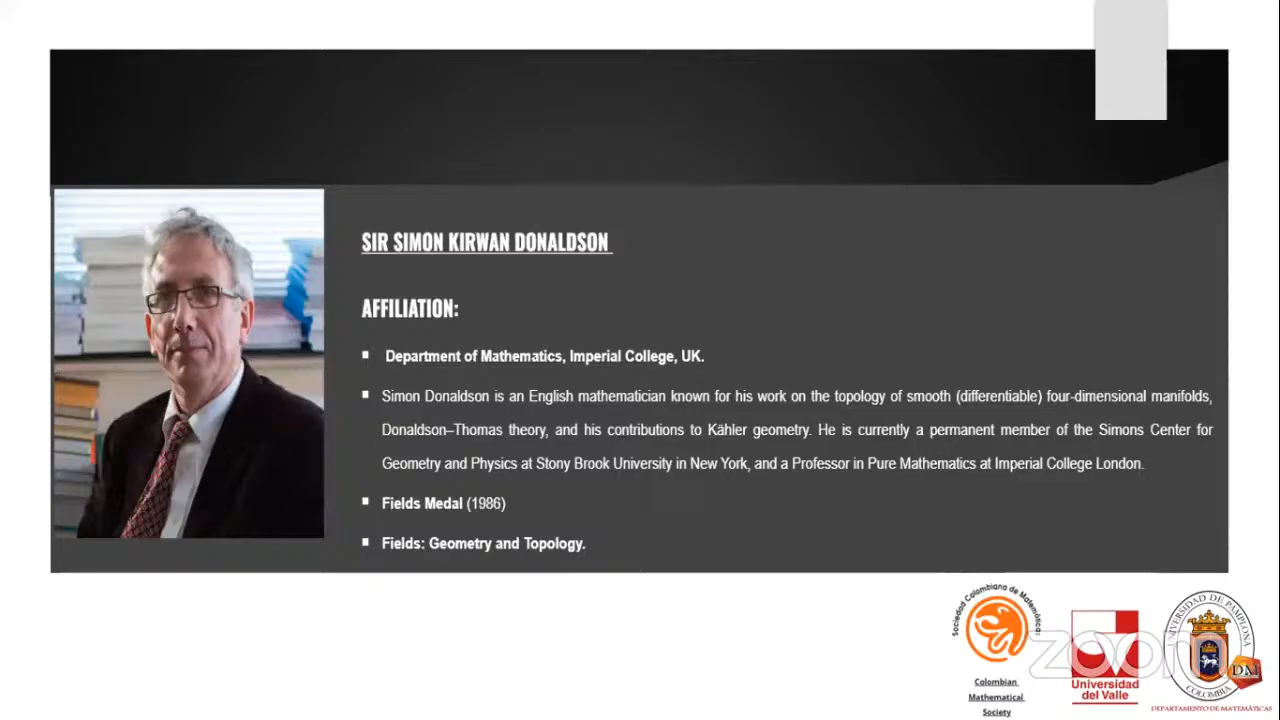 SIR SIMON KIRWAN DONALDSON
AFFILIATION:
Department of Mathematics, Imperial College, UK.
Simon Donaldson is an English mathematician known for his work on the topology of smooth (differentiable) four-dimensional manifolds,
Donaldson–Thomas theory, and his contributions to Kähler geometry. He is currently a permanent member of the Simons Center for
Geometry and Physics at Stony Brook University in New York, and a Professor in Pure Mathematics at Imperial College London.
Fields Medal (1986)
Fields: Geometry and Topology.
Sociedad Colombiana de Matemáticas
Colombian
Mathematical
Society
zoom
Universidad
del Valle
UNIVERSIDAD DE PAMPLONA
COLOMBIA
DM
DEPARTAMENTO DE MATEMÁTICAS